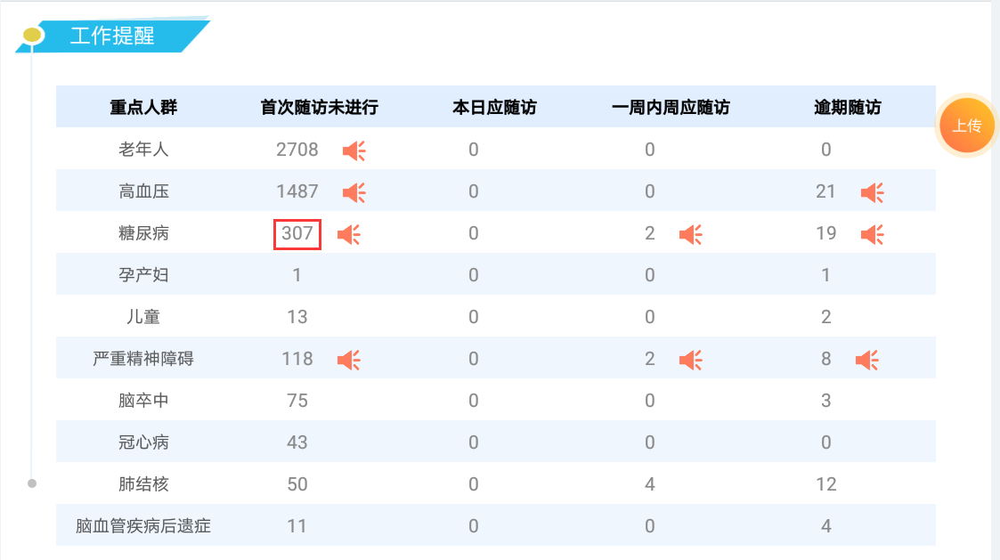 工作提醒
重点人群 首次随访未进行 本日应随访 一周内周应随访 逾期随访
上传
老年人 2708 0 0 0
高血压 1487 0 0 21
糖尿病 307 0 2 19
孕产妇 1 0 0 1
儿童 13 0 0 2
严重精神障碍 118 0 2 8
脑卒中 75 0 0 3
冠心病 43 0 0 0
肺结核 50 0 4 12
脑血管疾病后遗症 11 0 0 4